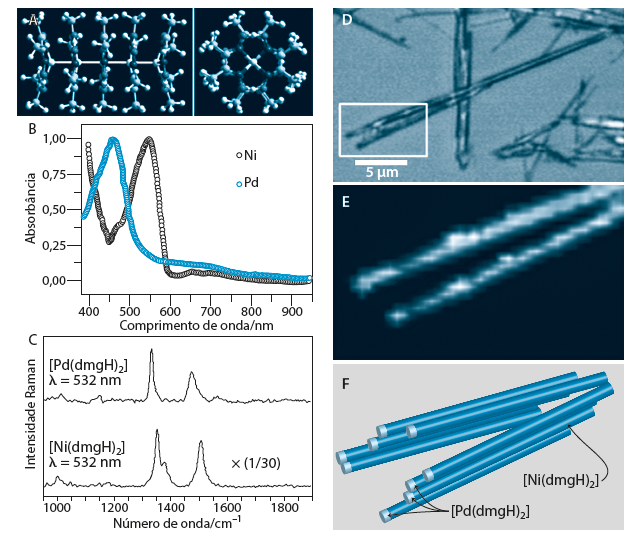 A
B
1,00
0,75
0,50
0,25
0,00
Absorbância
Ni
Pd
400 500 600 700 800 900
Comprimento de onda/nm
C
Intensidade Raman
[Pd(dmgH)₂]
λ = 532 nm
[Ni(dmgH)₂]
λ = 532 nm
× (1/30)
1000 1200 1400 1600 1800
Número de onda/cm⁻¹
D
5 µm
E
F
[Ni(dmgH)₂]
[Pd(dmgH)₂]